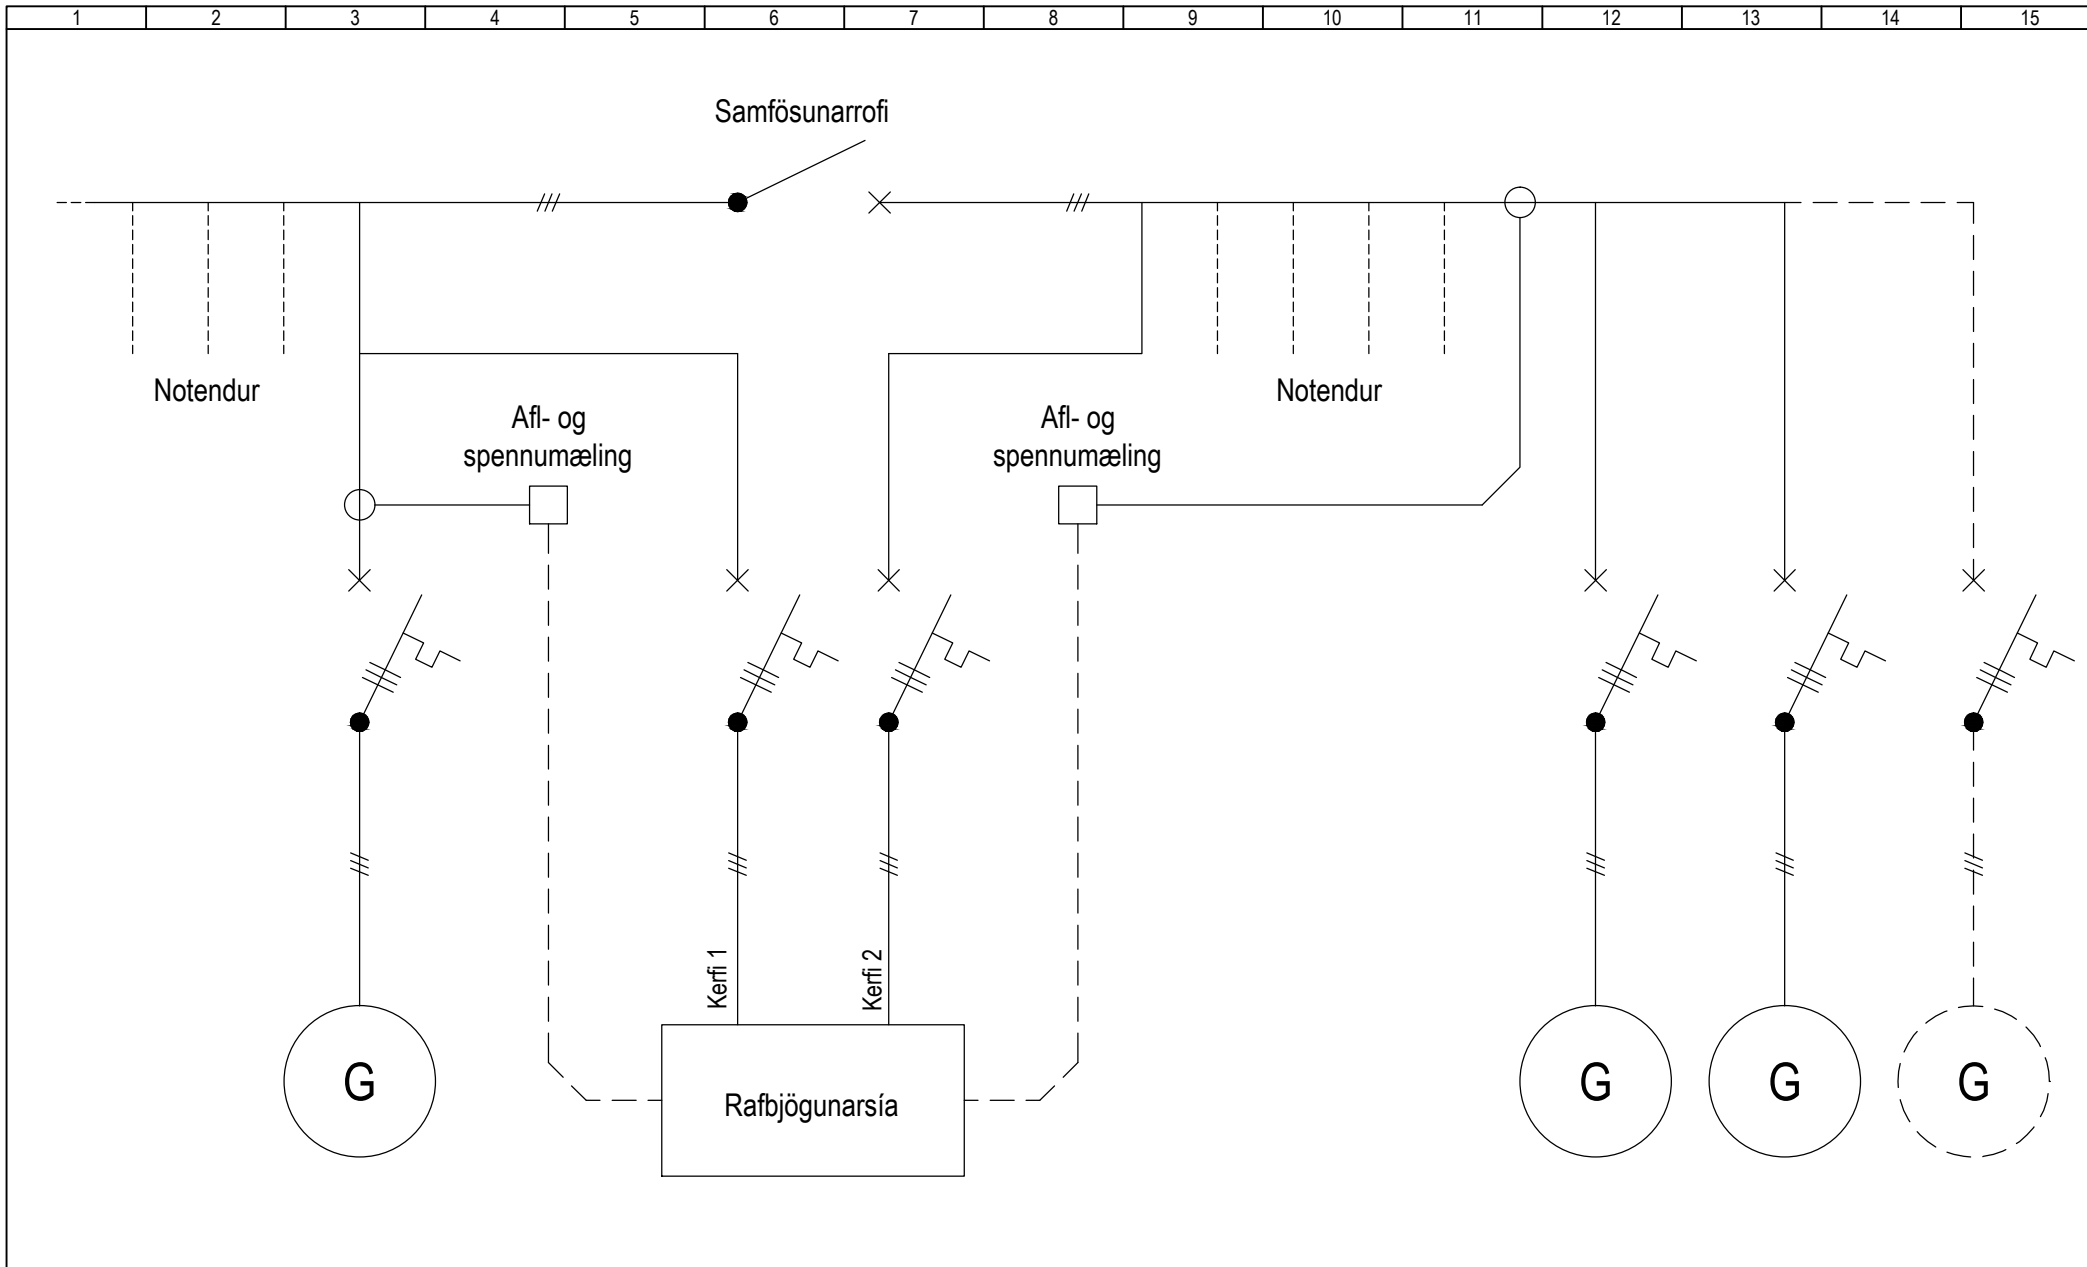 1 2 3 4 5 6 7 8 9 10 11 12 13 14 15
Samfösunarrofi
Notendur
Notendur
Afl- og
spennumæling
Afl- og
spennumæling
Kerfi 1
Kerfi 2
G
Rafbjögunarsía
G
G
G